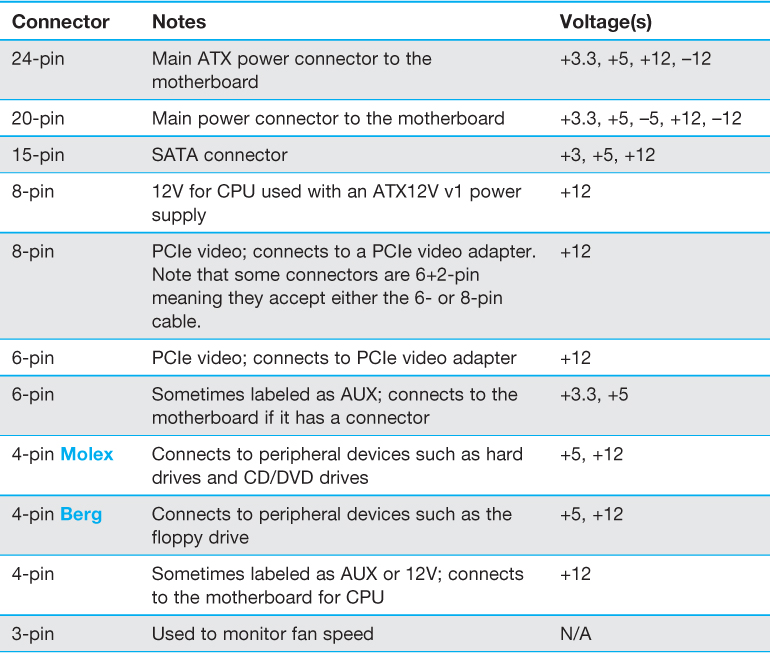 Connector Notes Voltage(s)
24-pin Main ATX power connector to the +3.3, +5, +12, –12
motherboard
20-pin Main power connector to the motherboard +3.3, +5, –5, +12, –12
15-pin SATA connector +3, +5, +12
8-pin 12V for CPU used with an ATX12V v1 power +12
supply
8-pin PCIe video; connects to a PCIe video adapter. +12
Note that some connectors are 6+2-pin
meaning they accept either the 6- or 8-pin
cable.
6-pin PCIe video; connects to PCIe video adapter +12
6-pin Sometimes labeled as AUX; connects to the +3.3, +5
motherboard if it has a connector
4-pin Molex Connects to peripheral devices such as hard +5, +12
drives and CD/DVD drives
4-pin Berg Connects to peripheral devices such as the +5, +12
floppy drive
4-pin Sometimes labeled as AUX or 12V; connects +12
to the motherboard for CPU
3-pin Used to monitor fan speed N/A